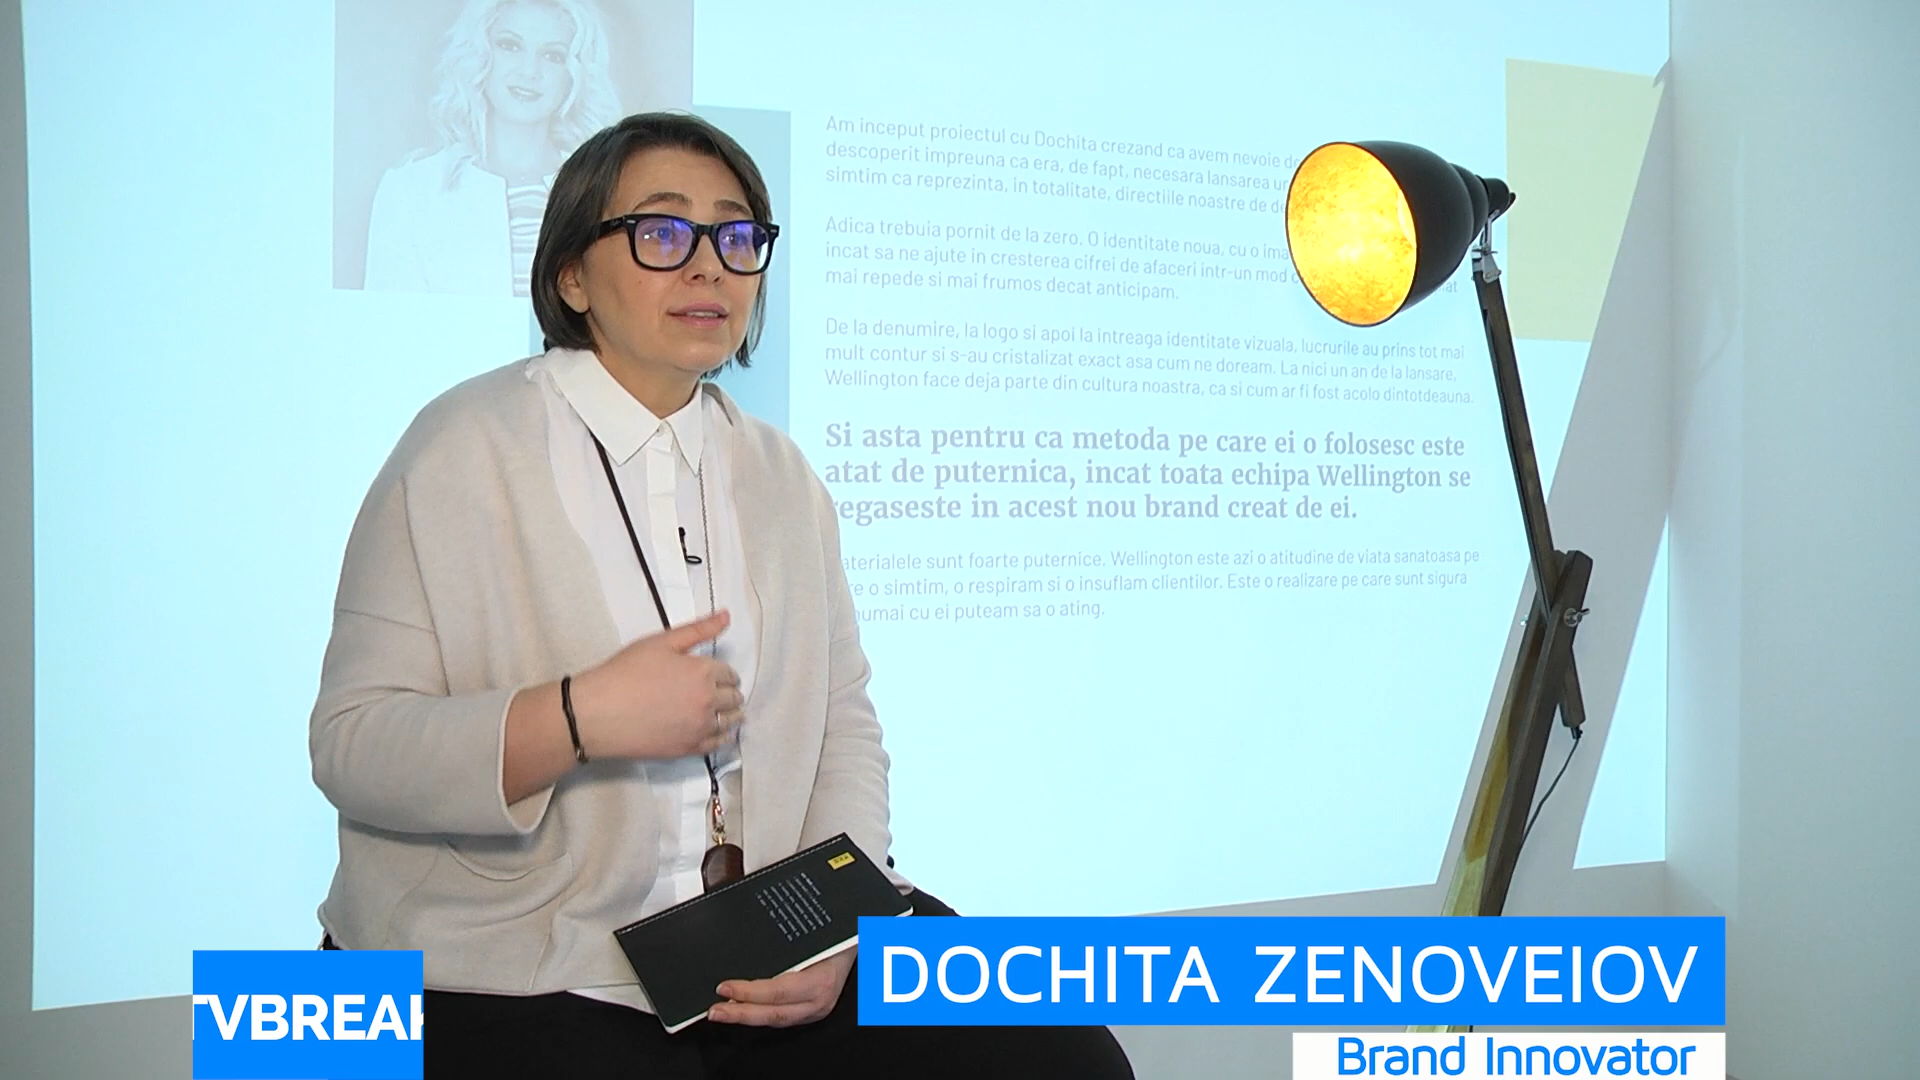 Am inceput proiectul cu Dochita crezand ca avem nevoie de
descoperit impreuna ca era, de fapt, necesara lansarea
simtim ca reprezinta, in totalitate, directiile noastre de
Adica trebuia pornit de la zero. O identitate noua, cu o
incat sa ne ajute in cresterea cifrei de afaceri intr-un mod
mai repede si mai frumos decat anticipam.
De la denumire, la logo si apoi la intreaga identitate vizuala, lucrurile au prins tot mai
mult contur si s-au cristalizat exact asa cum ne doream. La nici un an de la lansare,
Wellington face deja parte din cultura noastra, ca si cum ar fi fost acolo dintotdeauna.
Si asta pentru ca metoda pe care ei o folosesc este
atat de puternica, incat toata echipa Wellington se
regaseste in acest nou brand creat de ei.
aterialele sunt foarte puternice. Wellington este azi o atitudine de viata sanatoasa pe
re o simtim, o respiram si o insuflam clientilor. Este o realizare pe care sunt sigura
numai cu ei puteam sa o ating.
TVBREAK
DOCHITA ZENOVEIOV
Brand Innovator